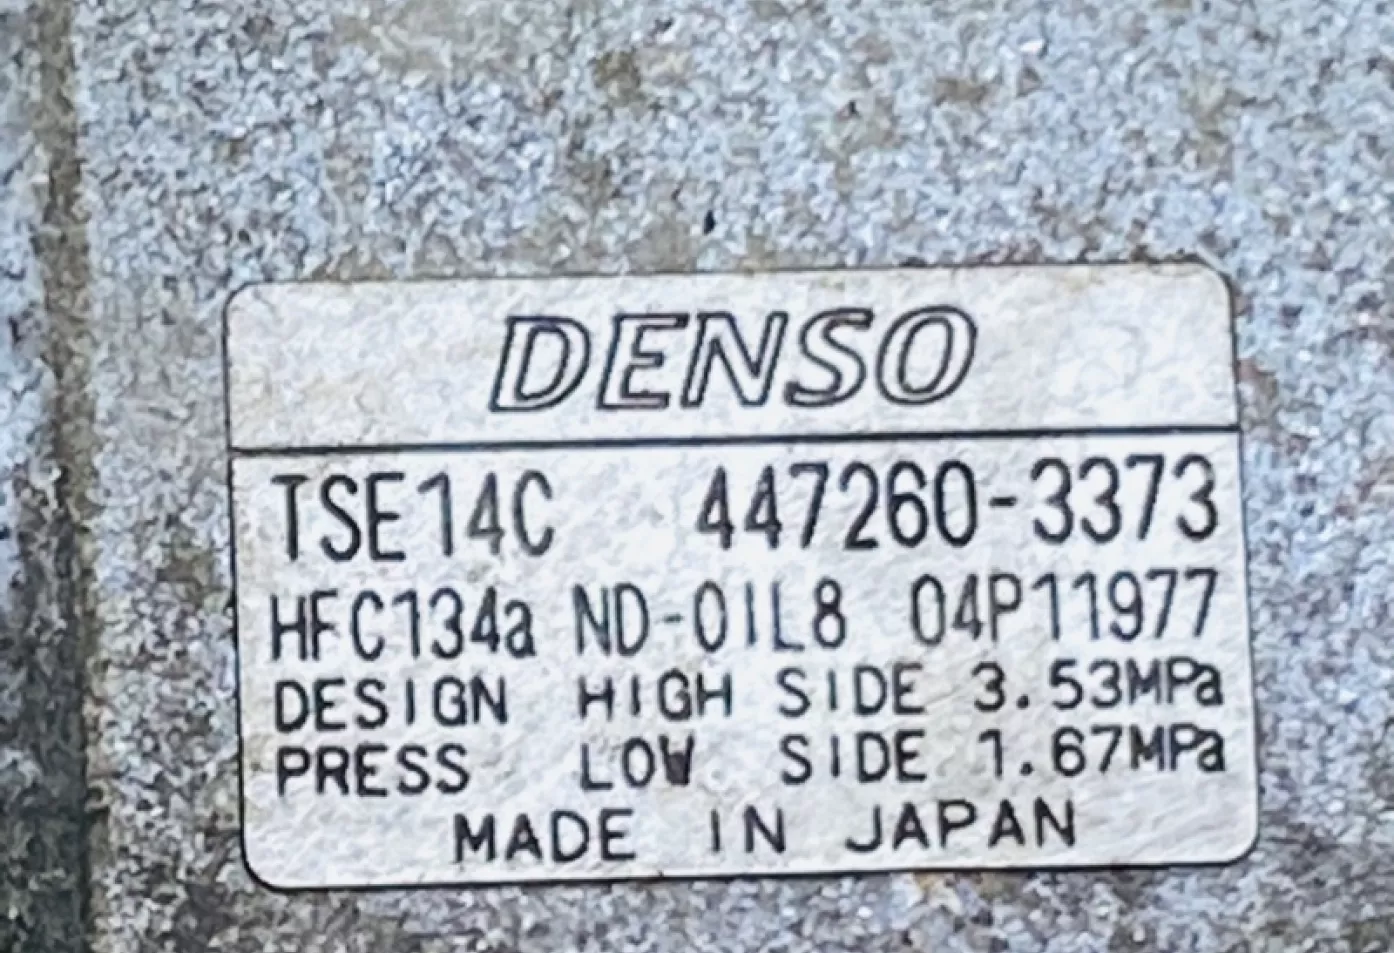 DENSO
TSE14C 447260-3373
HFC134a ND-OIL8 04P11977
DESIGN HIGH SIDE 3.53MPa
PRESS LOW SIDE 1.67MPa
MADE IN JAPAN